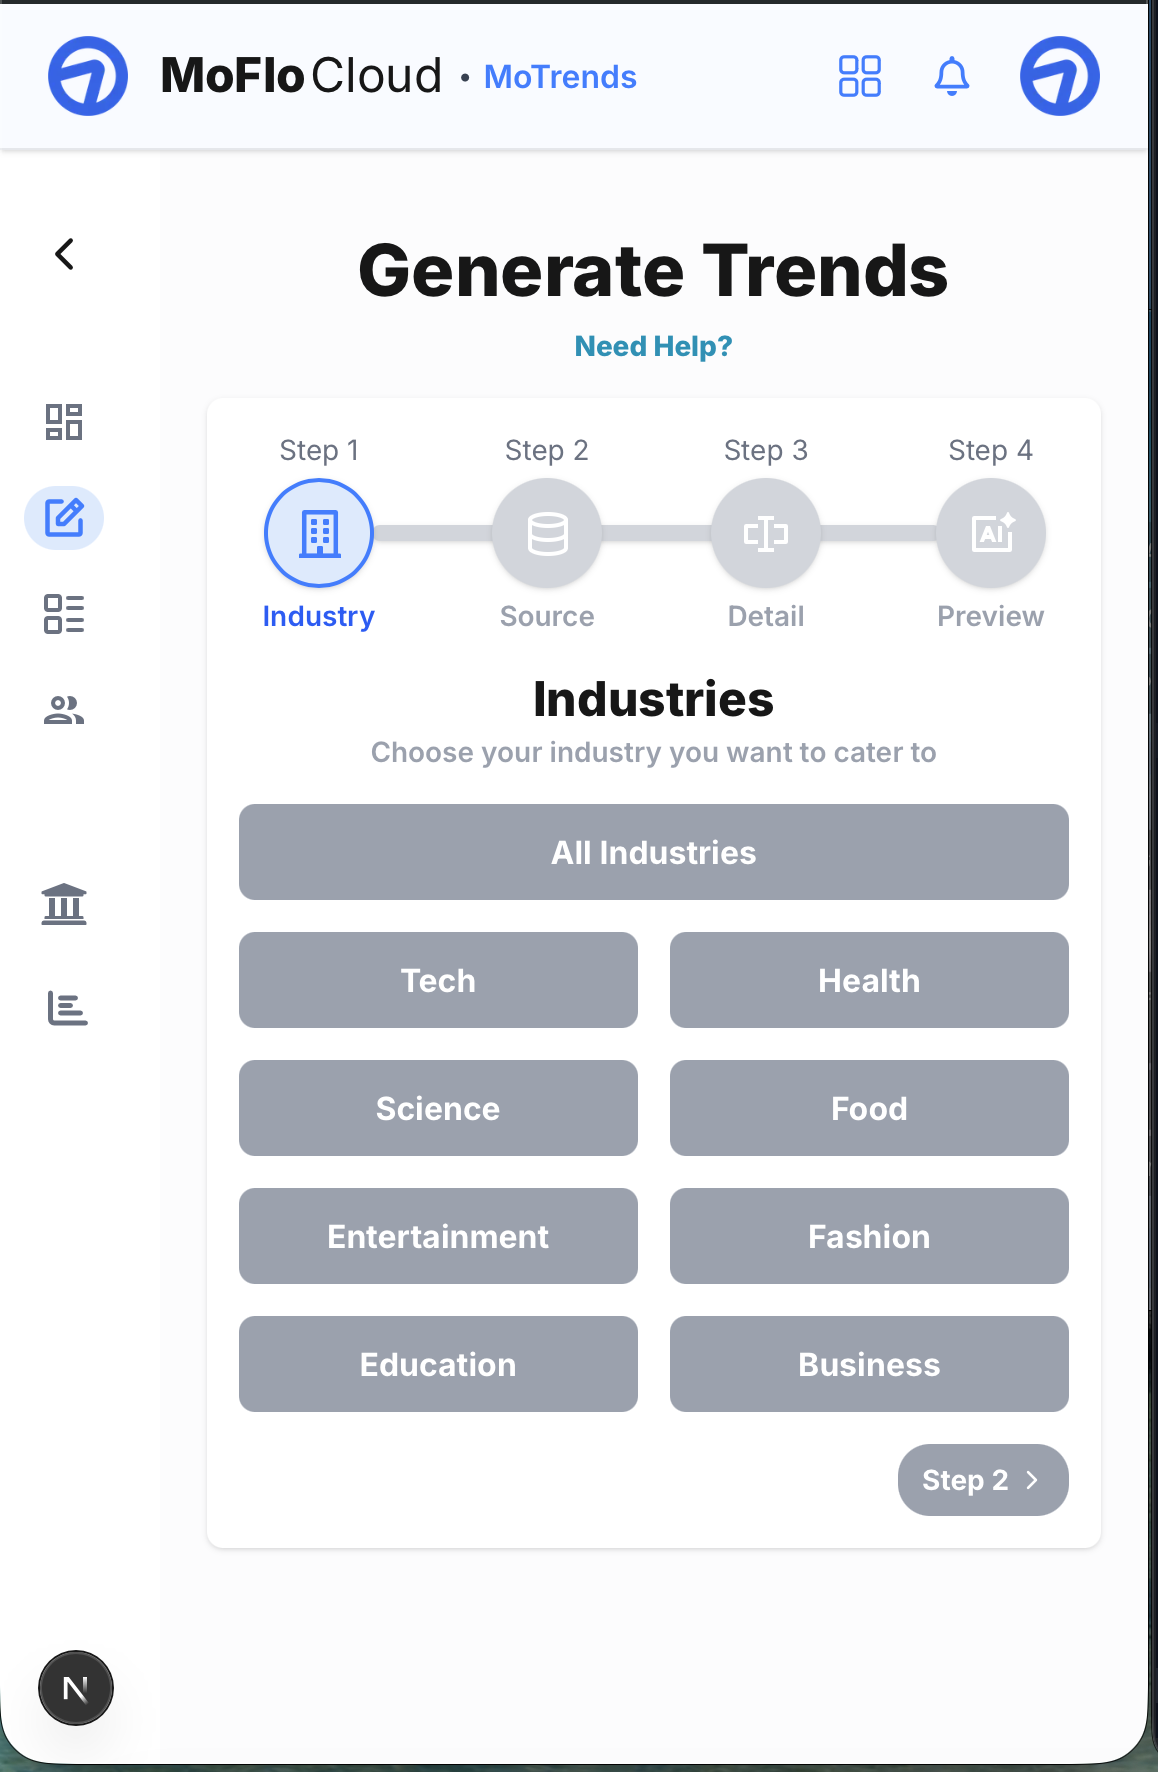 MoFlo Cloud • MoTrends
Generate Trends
Need Help?
Step 1 Step 2 Step 3 Step 4
AI
Industry Source Detail Preview
Industries
Choose your industry you want to cater to
All Industries
Tech Health
Science Food
Entertainment Fashion
Education Business
Step 2
N